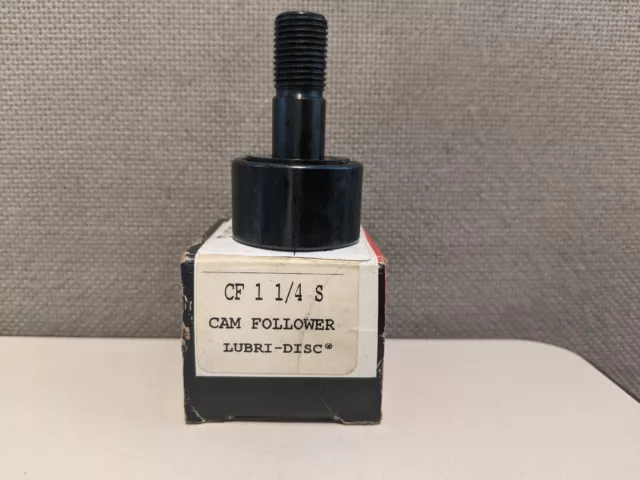 CF 1 1/4 S
CAM FOLLOWER
LUBRI-DISC®